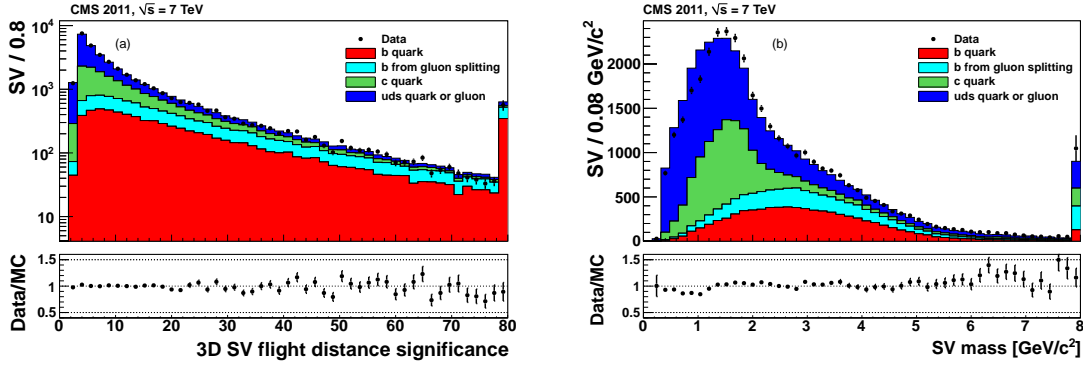 CMS 2011, √s = 7 TeV
(a)
Data
b quark
b from gluon splitting
c quark
uds quark or gluon
SV / 0.8
10⁴
10³
10²
10
Data/MC
1.5
1
0.5
0 10 20 30 40 50 60 70 80
3D SV flight distance significance
CMS 2011, √s = 7 TeV
(b)
Data
b quark
b from gluon splitting
c quark
uds quark or gluon
SV / 0.08 GeV/c²
2000
1500
1000
500
0
Data/MC
1.5
1
0.5
0 1 2 3 4 5 6 7 8
SV mass [GeV/c²]